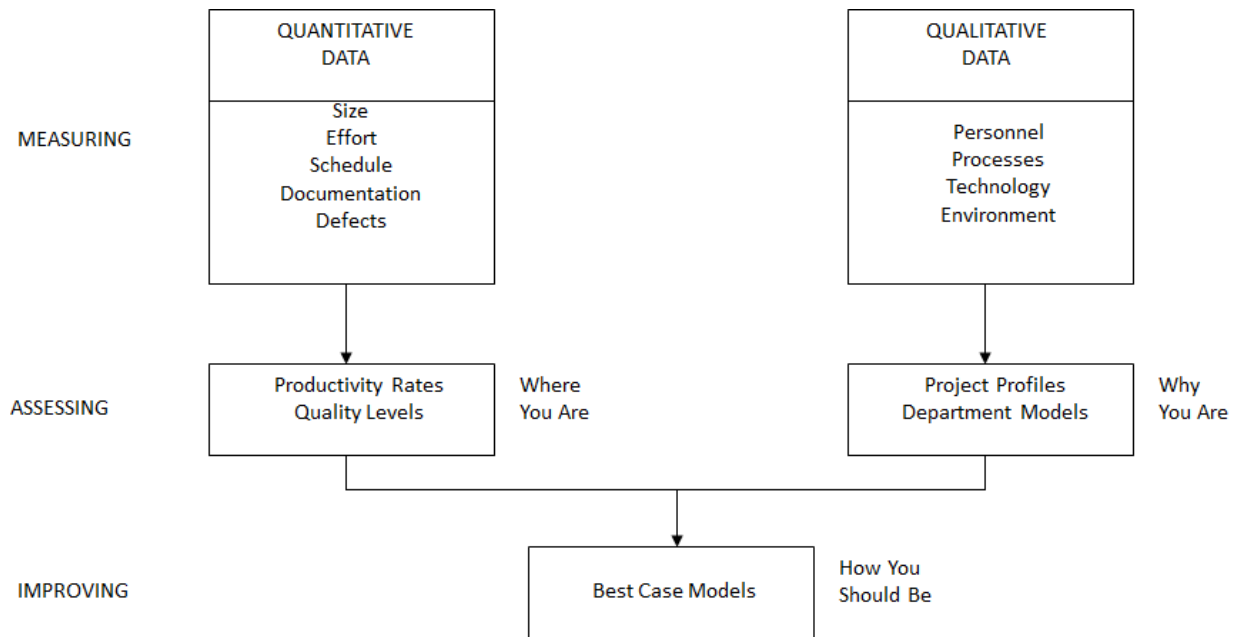 QUANTITATIVE
DATA
QUALITATIVE
DATA
MEASURING
Size
Effort
Schedule
Documentation
Defects
Personnel
Processes
Technology
Environment
ASSESSING
Productivity Rates
Quality Levels
Where
You Are
Project Profiles
Department Models
Why
You Are
IMPROVING
Best Case Models
How You
Should Be